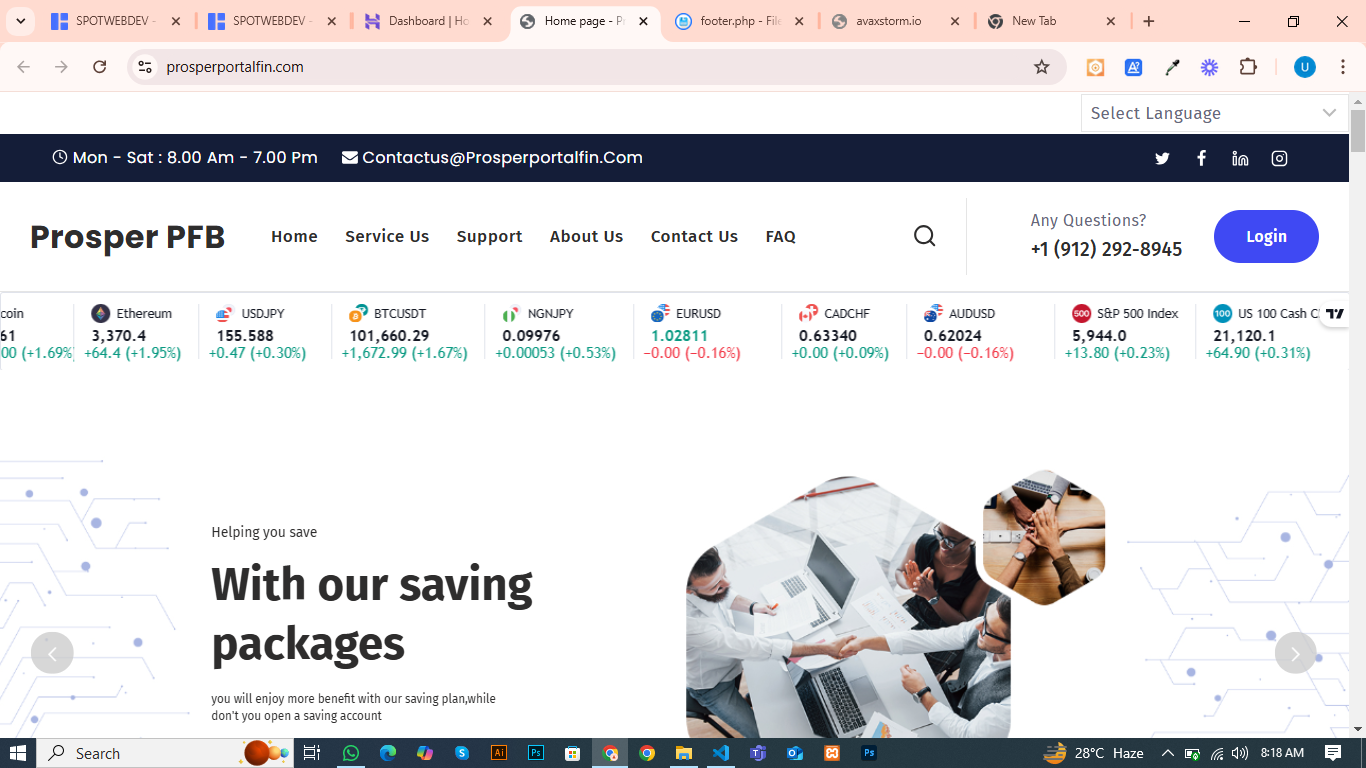 SPOTWEBDEV -
SPOTWEBDEV -
Dashboard | Ho
Home page - P
footer.php - File
avaxstorm.io
New Tab
prosperportalfin.com
U
Select Language
Mon - Sat : 8.00 Am - 7.00 Pm
Contactus@Prosperportalfin.Com
Prosper PFB
Home
Service Us
Support
About Us
Contact Us
FAQ
Any Questions?
+1 (912) 292-8945
Login
coin
Ethereum
USDJPY
BTCUSDT
NGNJPY
EURUSD
CADCHF
AUDUSD
500
S&P 500 Index
100
US 100 Cash C
61
3,370.4
155.588
101,660.29
0.09976
1.02811
0.63340
0.62024
5,944.0
21,120.1
00 (+1.69%
+64.4 (+1.95%)
+0.47 (+0.30%)
+1,672.99 (+1.67%)
+0.00053 (+0.53%)
−0.00 (−0.16%)
+0.00 (+0.09%)
−0.00 (−0.16%)
+13.80 (+0.23%)
+64.90 (+0.31%)
Helping you save
With our saving
packages
you will enjoy more benefit with our saving plan,while
don't you open a saving account
Search
Ai
Ps
Ps
28°C Haze
8:18 AM